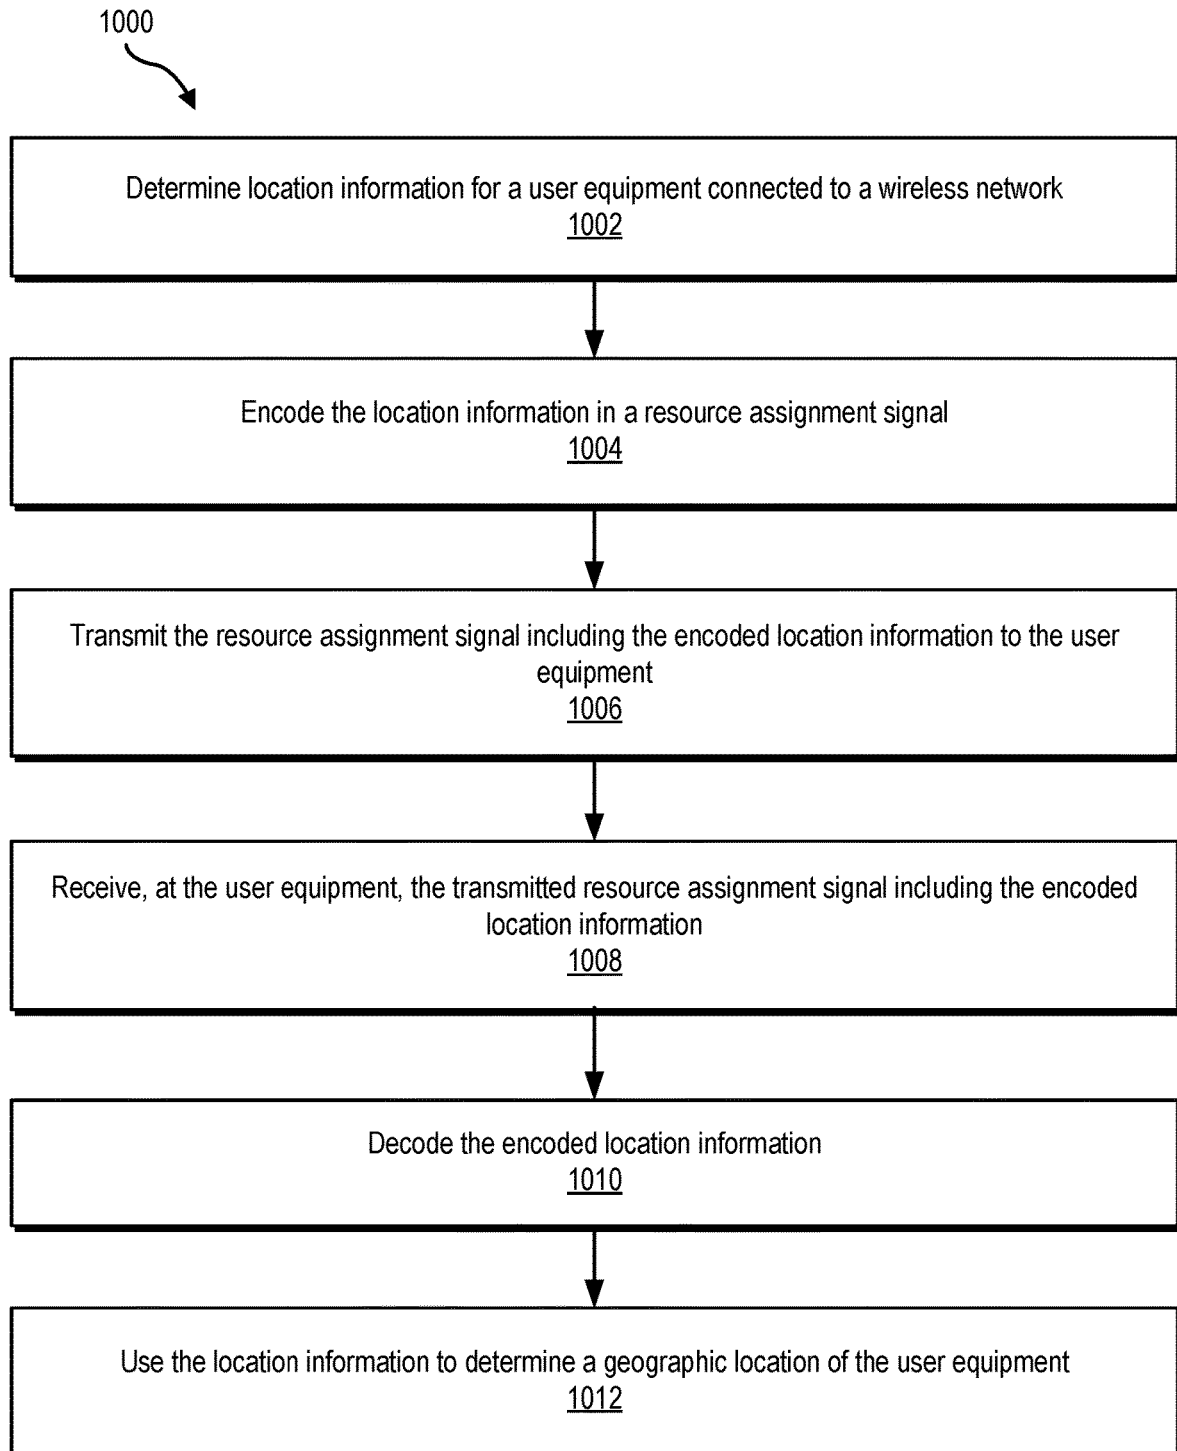 1000
Determine location information for a user equipment connected to a wireless network
1002
Encode the location information in a resource assignment signal
1004
Transmit the resource assignment signal including the encoded location information to the user
equipment
1006
Receive, at the user equipment, the transmitted resource assignment signal including the encoded
location information
1008
Decode the encoded location information
1010
Use the location information to determine a geographic location of the user equipment
1012